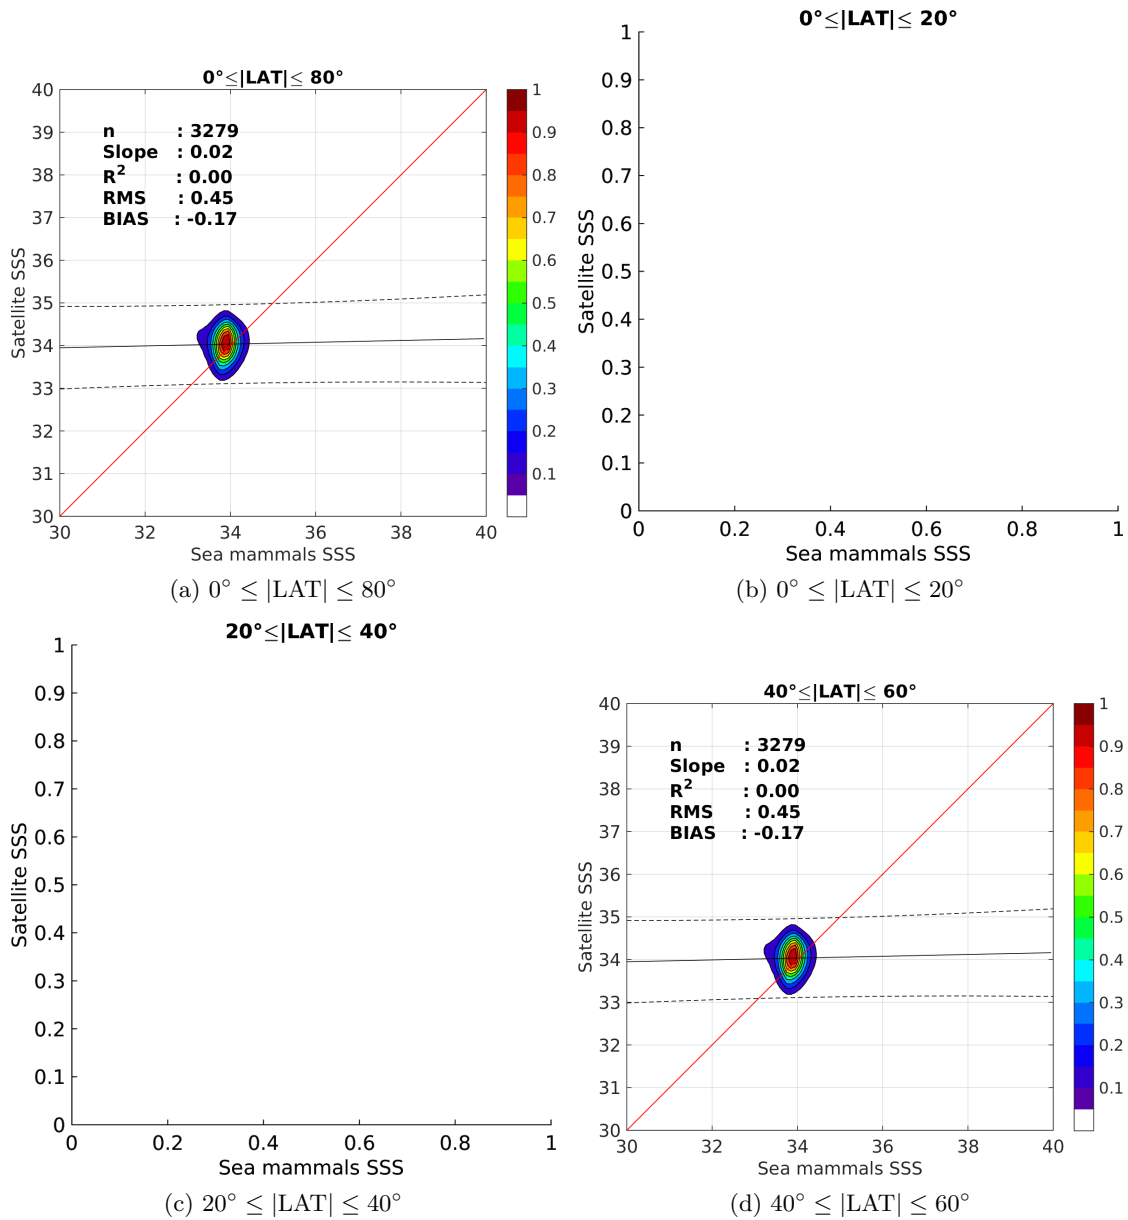 0°≤|LAT|≤ 80°
40
39
38
37
36
35
34
33
32
31
30
n : 3279
Slope : 0.02
R² : 0.00
RMS : 0.45
BIAS : -0.17
Satellite SSS
30 32 34 36 38 40
Sea mammals SSS
1
0.9
0.8
0.7
0.6
0.5
0.4
0.3
0.2
0.1
(a) 0° ≤ |LAT| ≤ 80°
0°≤|LAT|≤ 20°
1
0.9
0.8
0.7
0.6
0.5
0.4
0.3
0.2
0.1
0
Satellite SSS
0 0.2 0.4 0.6 0.8 1
Sea mammals SSS
(b) 0° ≤ |LAT| ≤ 20°
20°≤|LAT|≤ 40°
1
0.9
0.8
0.7
0.6
0.5
0.4
0.3
0.2
0.1
0
Satellite SSS
0 0.2 0.4 0.6 0.8 1
Sea mammals SSS
(c) 20° ≤ |LAT| ≤ 40°
40°≤|LAT|≤ 60°
40
39
38
37
36
35
34
33
32
31
30
n : 3279
Slope : 0.02
R² : 0.00
RMS : 0.45
BIAS : -0.17
Satellite SSS
30 32 34 36 38 40
Sea mammals SSS
1
0.9
0.8
0.7
0.6
0.5
0.4
0.3
0.2
0.1
(d) 40° ≤ |LAT| ≤ 60°